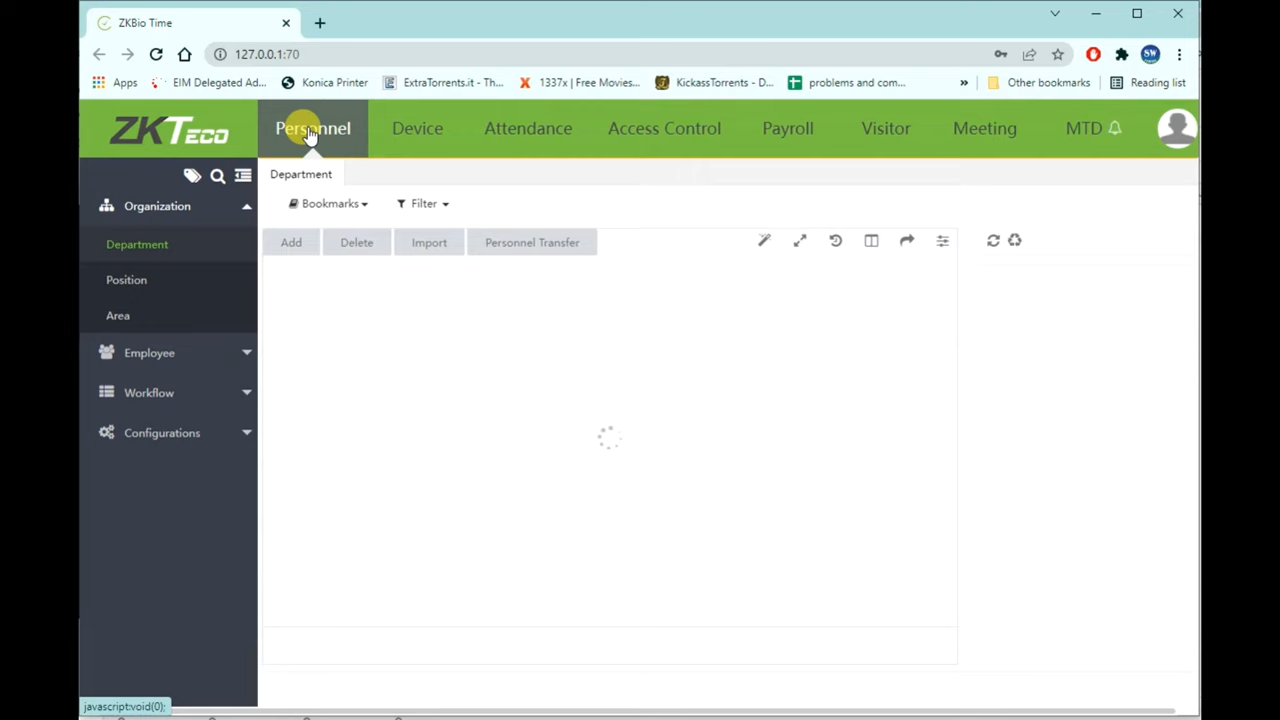 ZKBio Time
127.0.0.1:70
SW
Apps EIM Delegated Ad... Konica Printer ExtraTorrents.it - Th... 1337x | Free Movies... KickassTorrents - D... problems and com... » Other bookmarks Reading list
ZKTECO Personnel Device Attendance Access Control Payroll Visitor Meeting MTD
Department
Organization
Bookmarks Filter
Department
Add Delete Import Personnel Transfer
Position
Area
Employee
Workflow
Configurations
javascript:void(0);